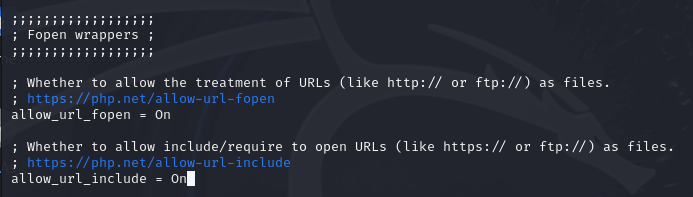 ;;;;;;;;;;;;;;;;;;
; Fopen wrappers ;
;;;;;;;;;;;;;;;;;;
; Whether to allow the treatment of URLs (like http:// or ftp://) as files.
; https://php.net/allow-url-fopen
allow_url_fopen = On
; Whether to allow include/require to open URLs (like https:// or ftp://) as files.
; https://php.net/allow-url-include
allow_url_include = On